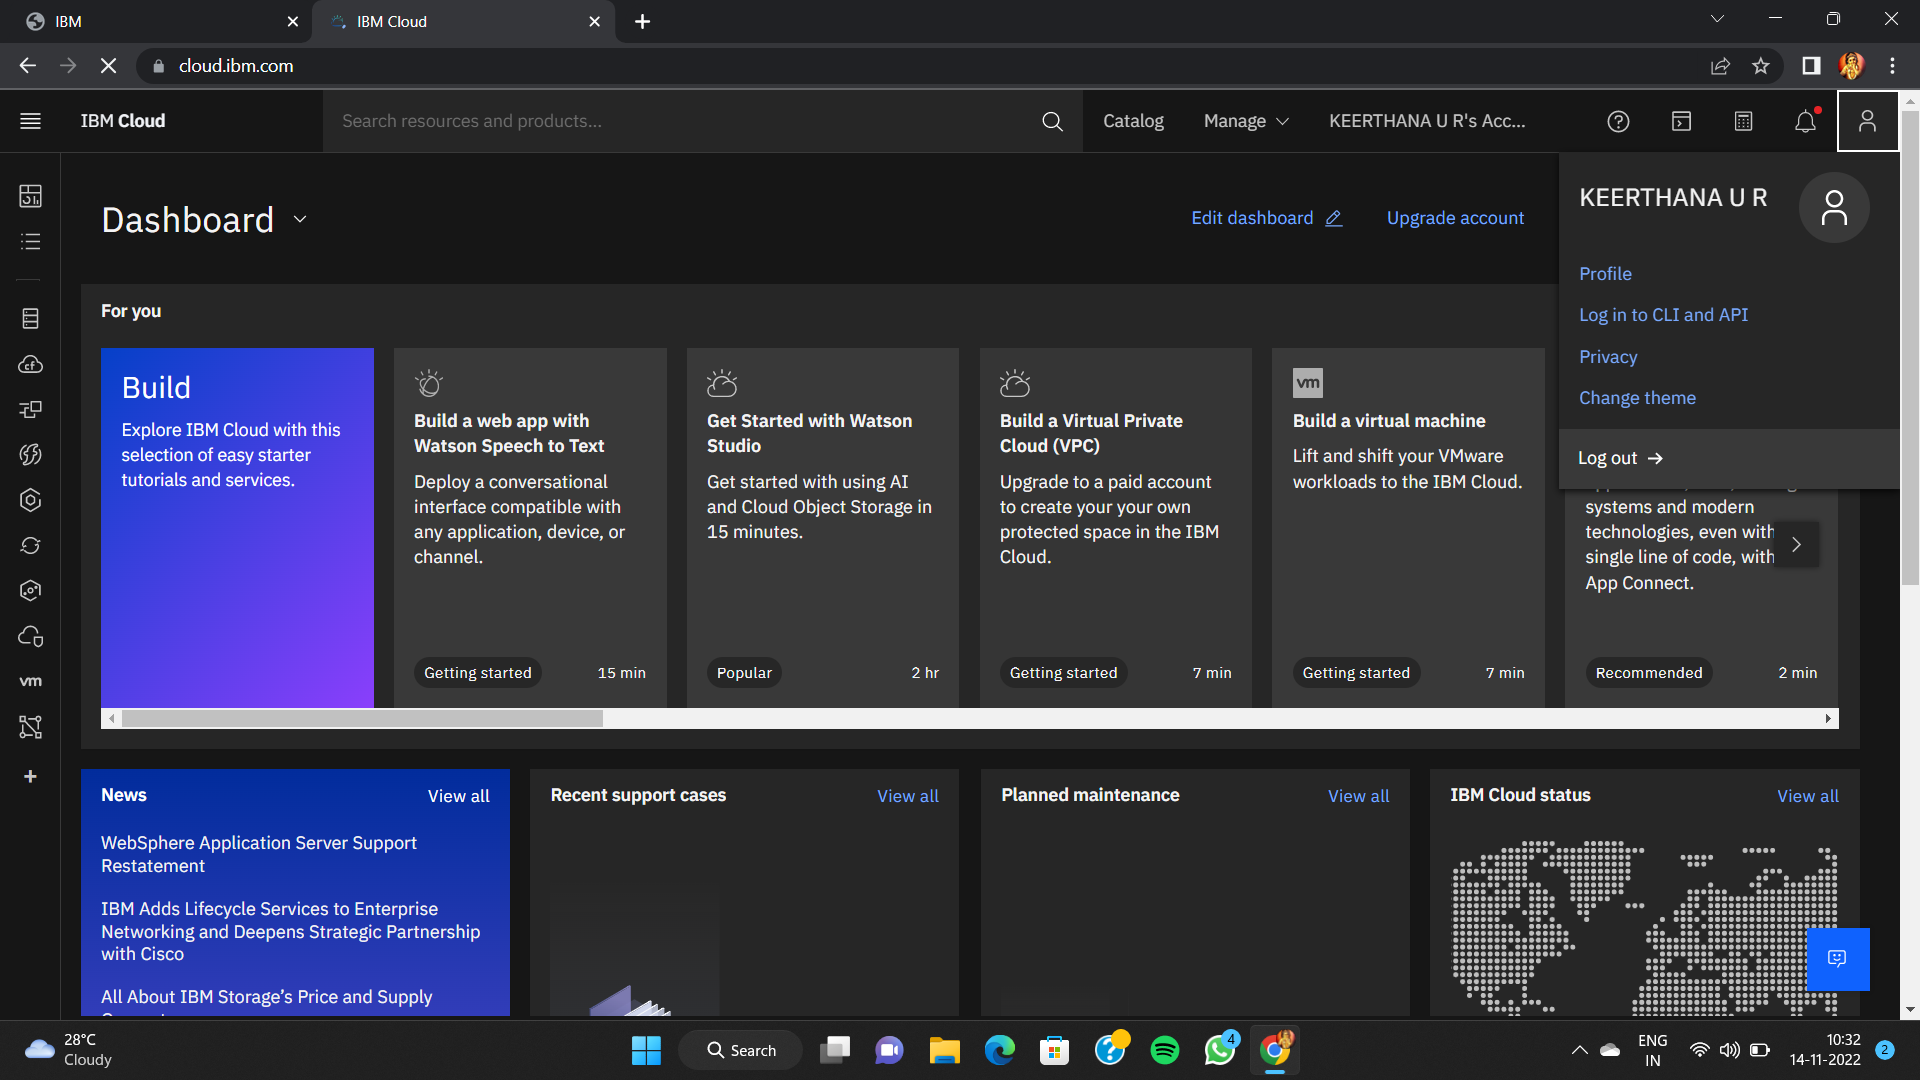 IBM
IBM Cloud
cloud.ibm.com
IBM Cloud
Search resources and products...
Catalog
Manage
KEERTHANA U R's Acc...
Dashboard
Edit dashboard
Upgrade account
KEERTHANA U R
Profile
Log in to CLI and API
Privacy
Change theme
Log out
For you
Build
Explore IBM Cloud with this
selection of easy starter
tutorials and services.
Build a web app with
Watson Speech to Text
Deploy a conversational
interface compatible with
any application, device, or
channel.
Getting started
15 min
Get Started with Watson
Studio
Get started with using AI
and Cloud Object Storage in
15 minutes.
Popular
2 hr
Build a Virtual Private
Cloud (VPC)
Upgrade to a paid account
to create your your own
protected space in the IBM
Cloud.
Getting started
7 min
vm
Build a virtual machine
Lift and shift your VMware
workloads to the IBM Cloud.
Getting started
7 min
systems and modern
technologies, even with
single line of code, with
App Connect.
Recommended
2 min
cf
vm
News
View all
WebSphere Application Server Support
Restatement
IBM Adds Lifecycle Services to Enterprise
Networking and Deepens Strategic Partnership
with Cisco
All About IBM Storage's Price and Supply
Recent support cases
View all
Planned maintenance
View all
IBM Cloud status
View all
28°C
Cloudy
Search
4
ENG
IN
10:32
14-11-2022
2